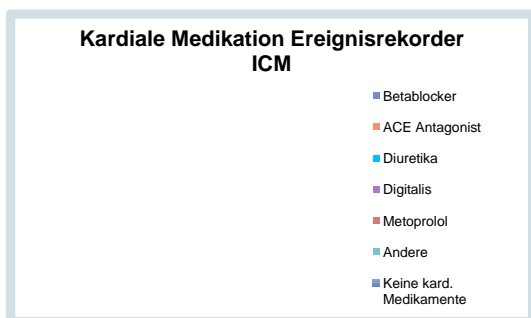 Kardiale Medikation Ereignisrekorder
ICM
Betablocker
ACE Antagonist
Diuretika
Digitalis
Metoprolol
Andere
Keine kard.
Medikamente